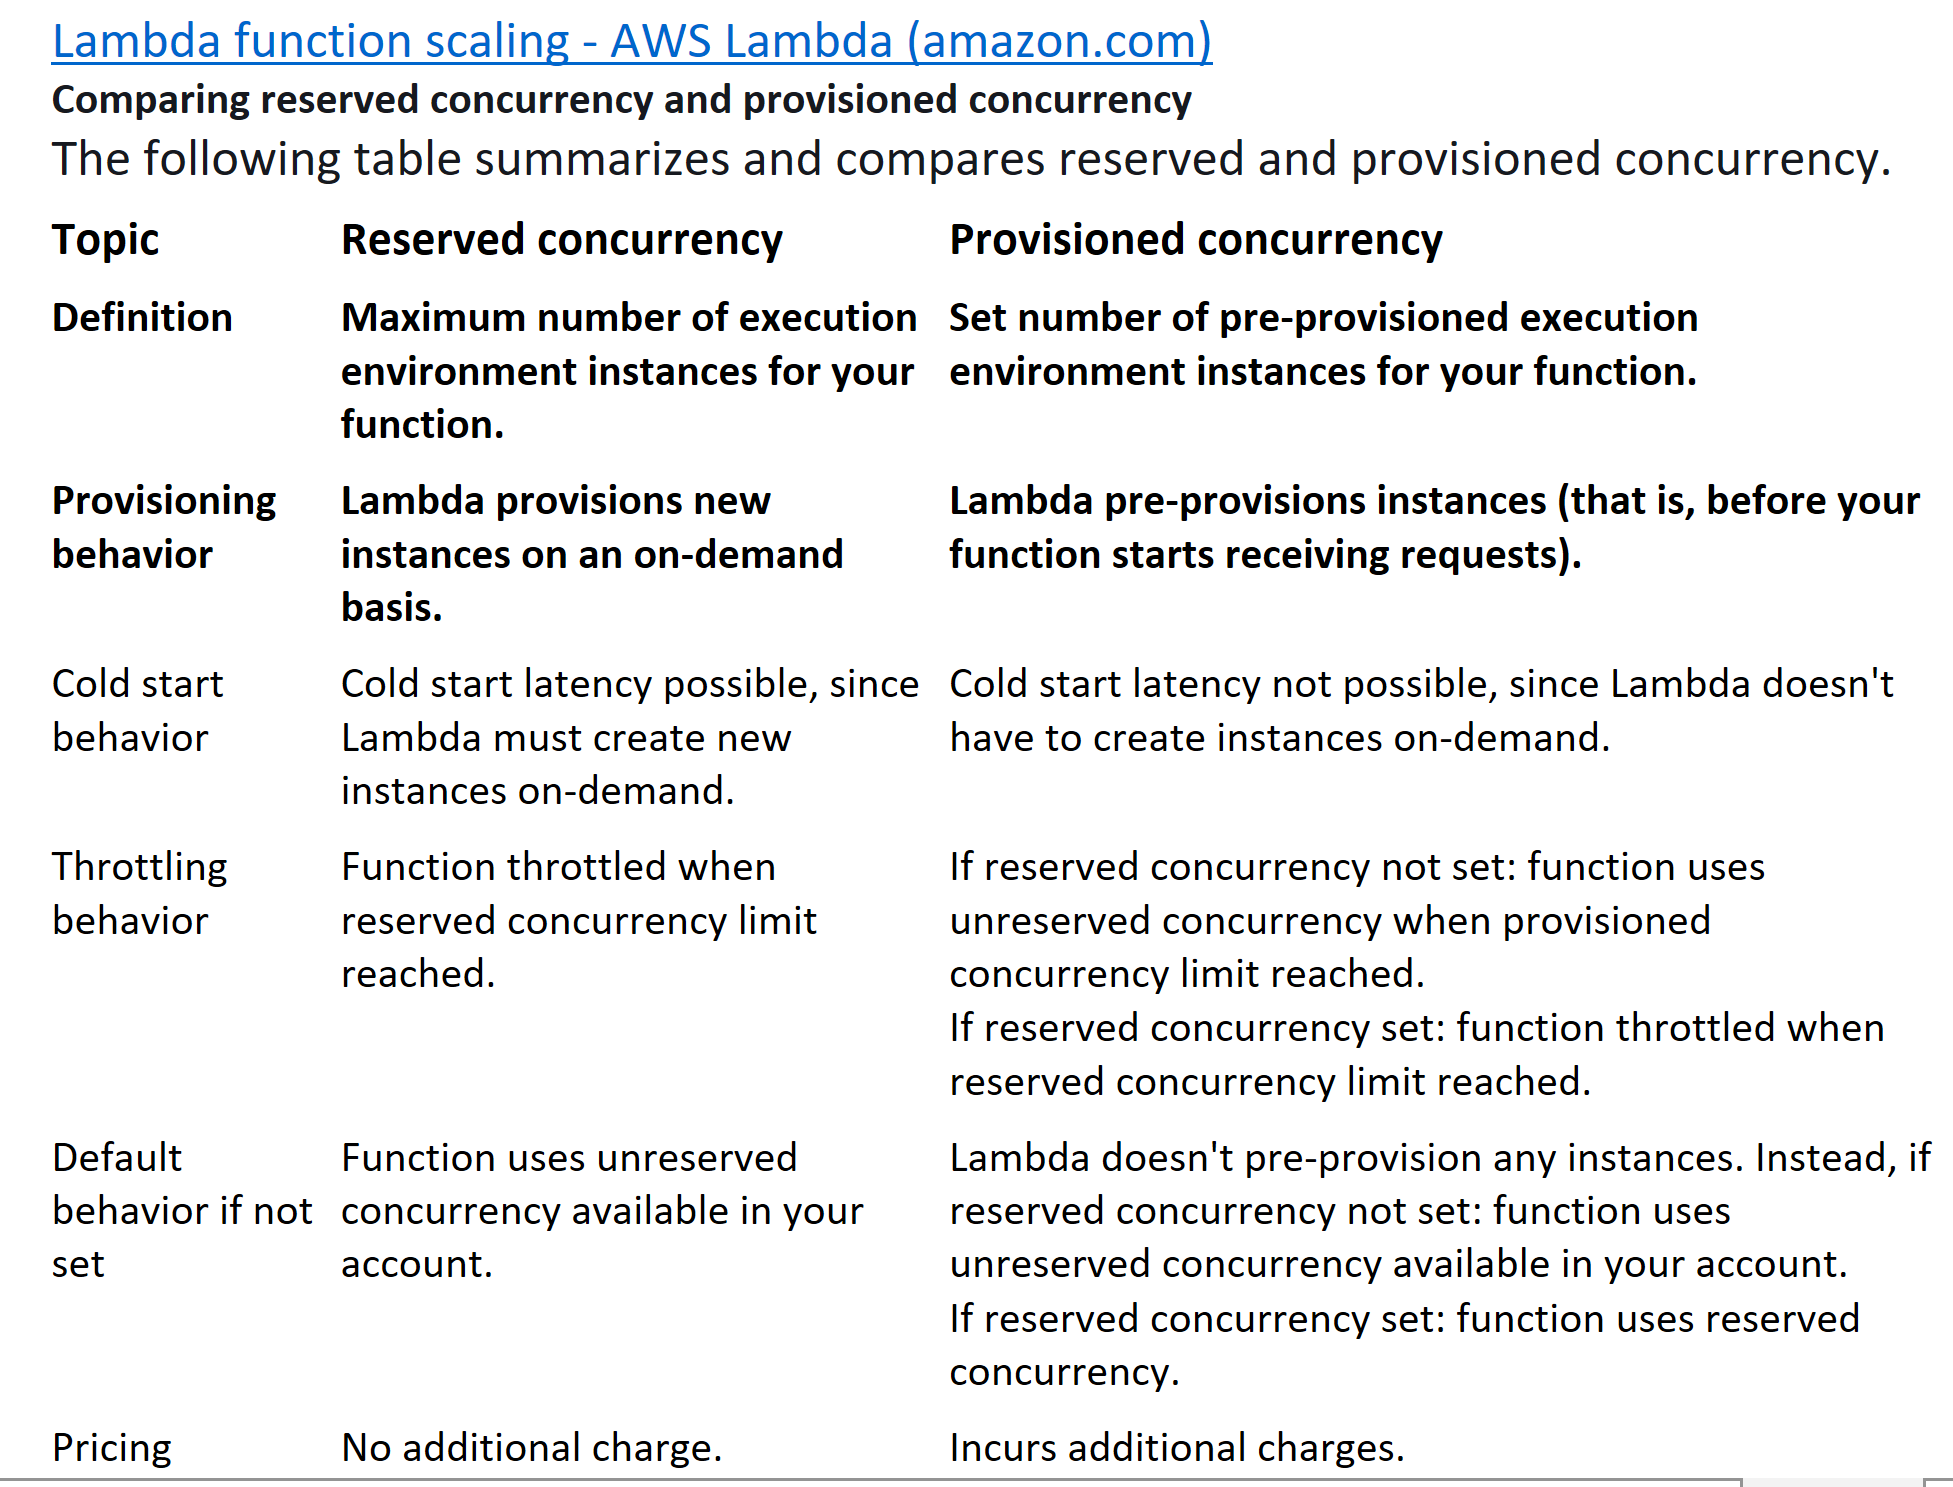 Lambda function scaling - AWS Lambda (amazon.com)
Comparing reserved concurrency and provisioned concurrency
The following table summarizes and compares reserved and provisioned concurrency.
Topic
Reserved concurrency
Provisioned concurrency
Definition
Maximum number of execution
environment instances for your
function.
Set number of pre-provisioned execution
environment instances for your function.
Provisioning
behavior
Lambda provisions new
instances on an on-demand
basis.
Lambda pre-provisions instances (that is, before your
function starts receiving requests).
Cold start
behavior
Cold start latency possible, since
Lambda must create new
instances on-demand.
Cold start latency not possible, since Lambda doesn't
have to create instances on-demand.
Throttling
behavior
Function throttled when
reserved concurrency limit
reached.
If reserved concurrency not set: function uses
unreserved concurrency when provisioned
concurrency limit reached.
If reserved concurrency set: function throttled when
reserved concurrency limit reached.
Default
behavior if not
set
Function uses unreserved
concurrency available in your
account.
Lambda doesn't pre-provision any instances. Instead, if
reserved concurrency not set: function uses
unreserved concurrency available in your account.
If reserved concurrency set: function uses reserved
concurrency.
Pricing
No additional charge.
Incurs additional charges.